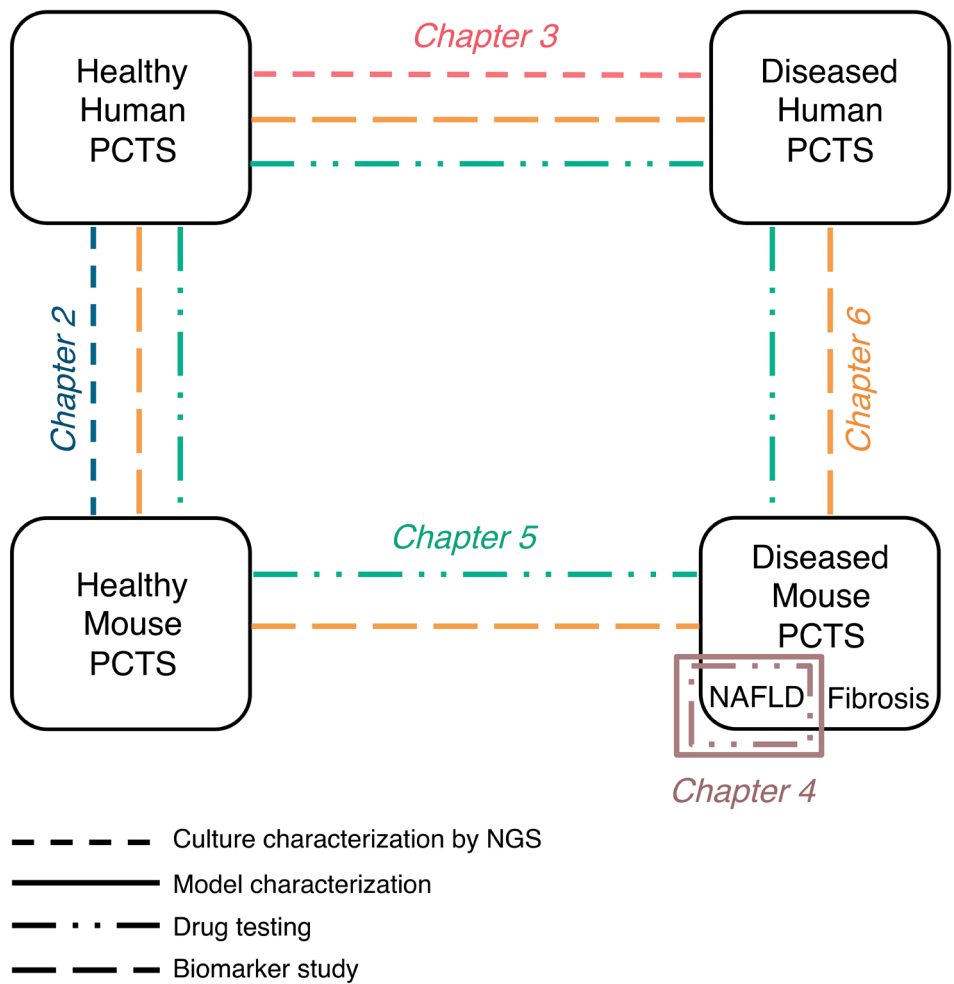 Chapter 3
Healthy
Human
PCTS
Diseased
Human
PCTS
Chapter 2
Chapter 6
Chapter 5
Healthy
Mouse
PCTS
Diseased
Mouse
PCTS
NAFLD
Fibrosis
Chapter 4
Culture characterization by NGS
Model characterization
Drug testing
Biomarker study